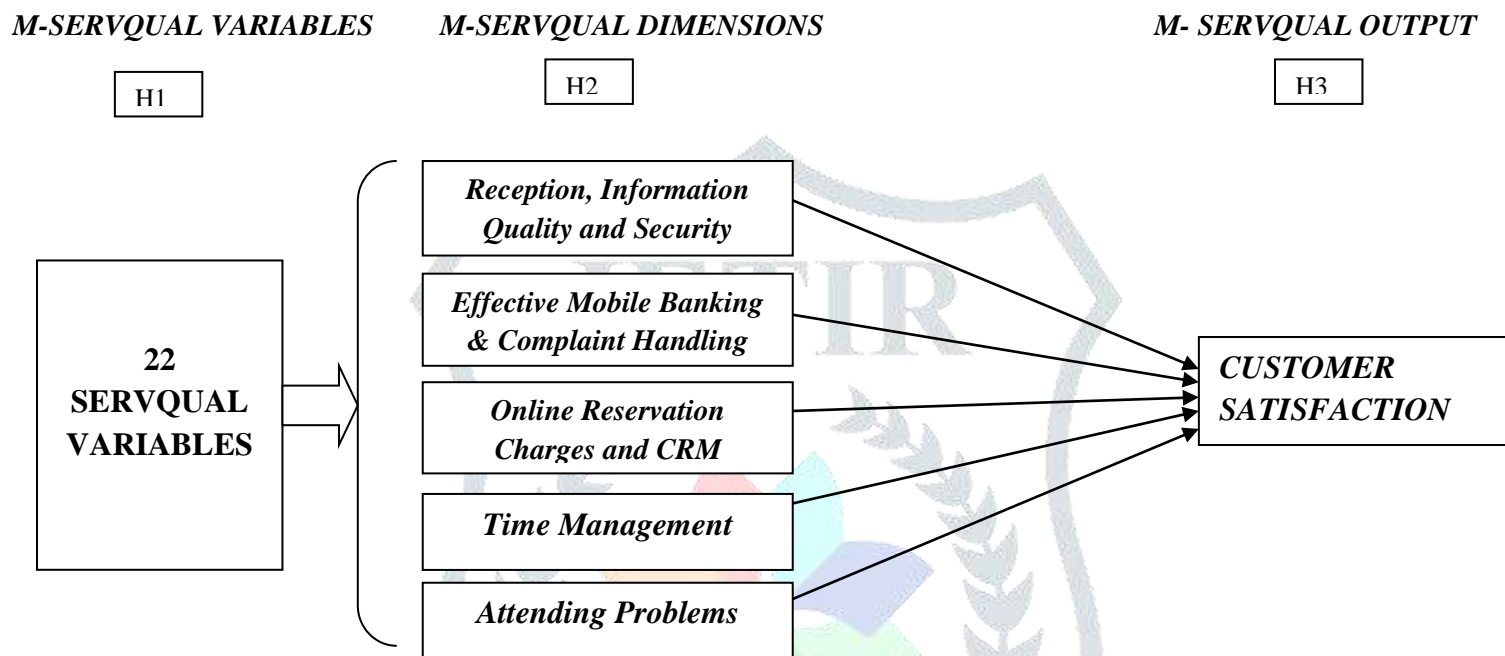 M-SERVQUAL VARIABLES
M-SERVQUAL DIMENSIONS
M- SERVQUAL OUTPUT
H1
H2
H3
22
SERVQUAL
VARIABLES
Reception, Information
Quality and Security
Effective Mobile Banking
& Complaint Handling
Online Reservation
Charges and CRM
Time Management
Attending Problems
CUSTOMER
SATISFACTION
JETIR